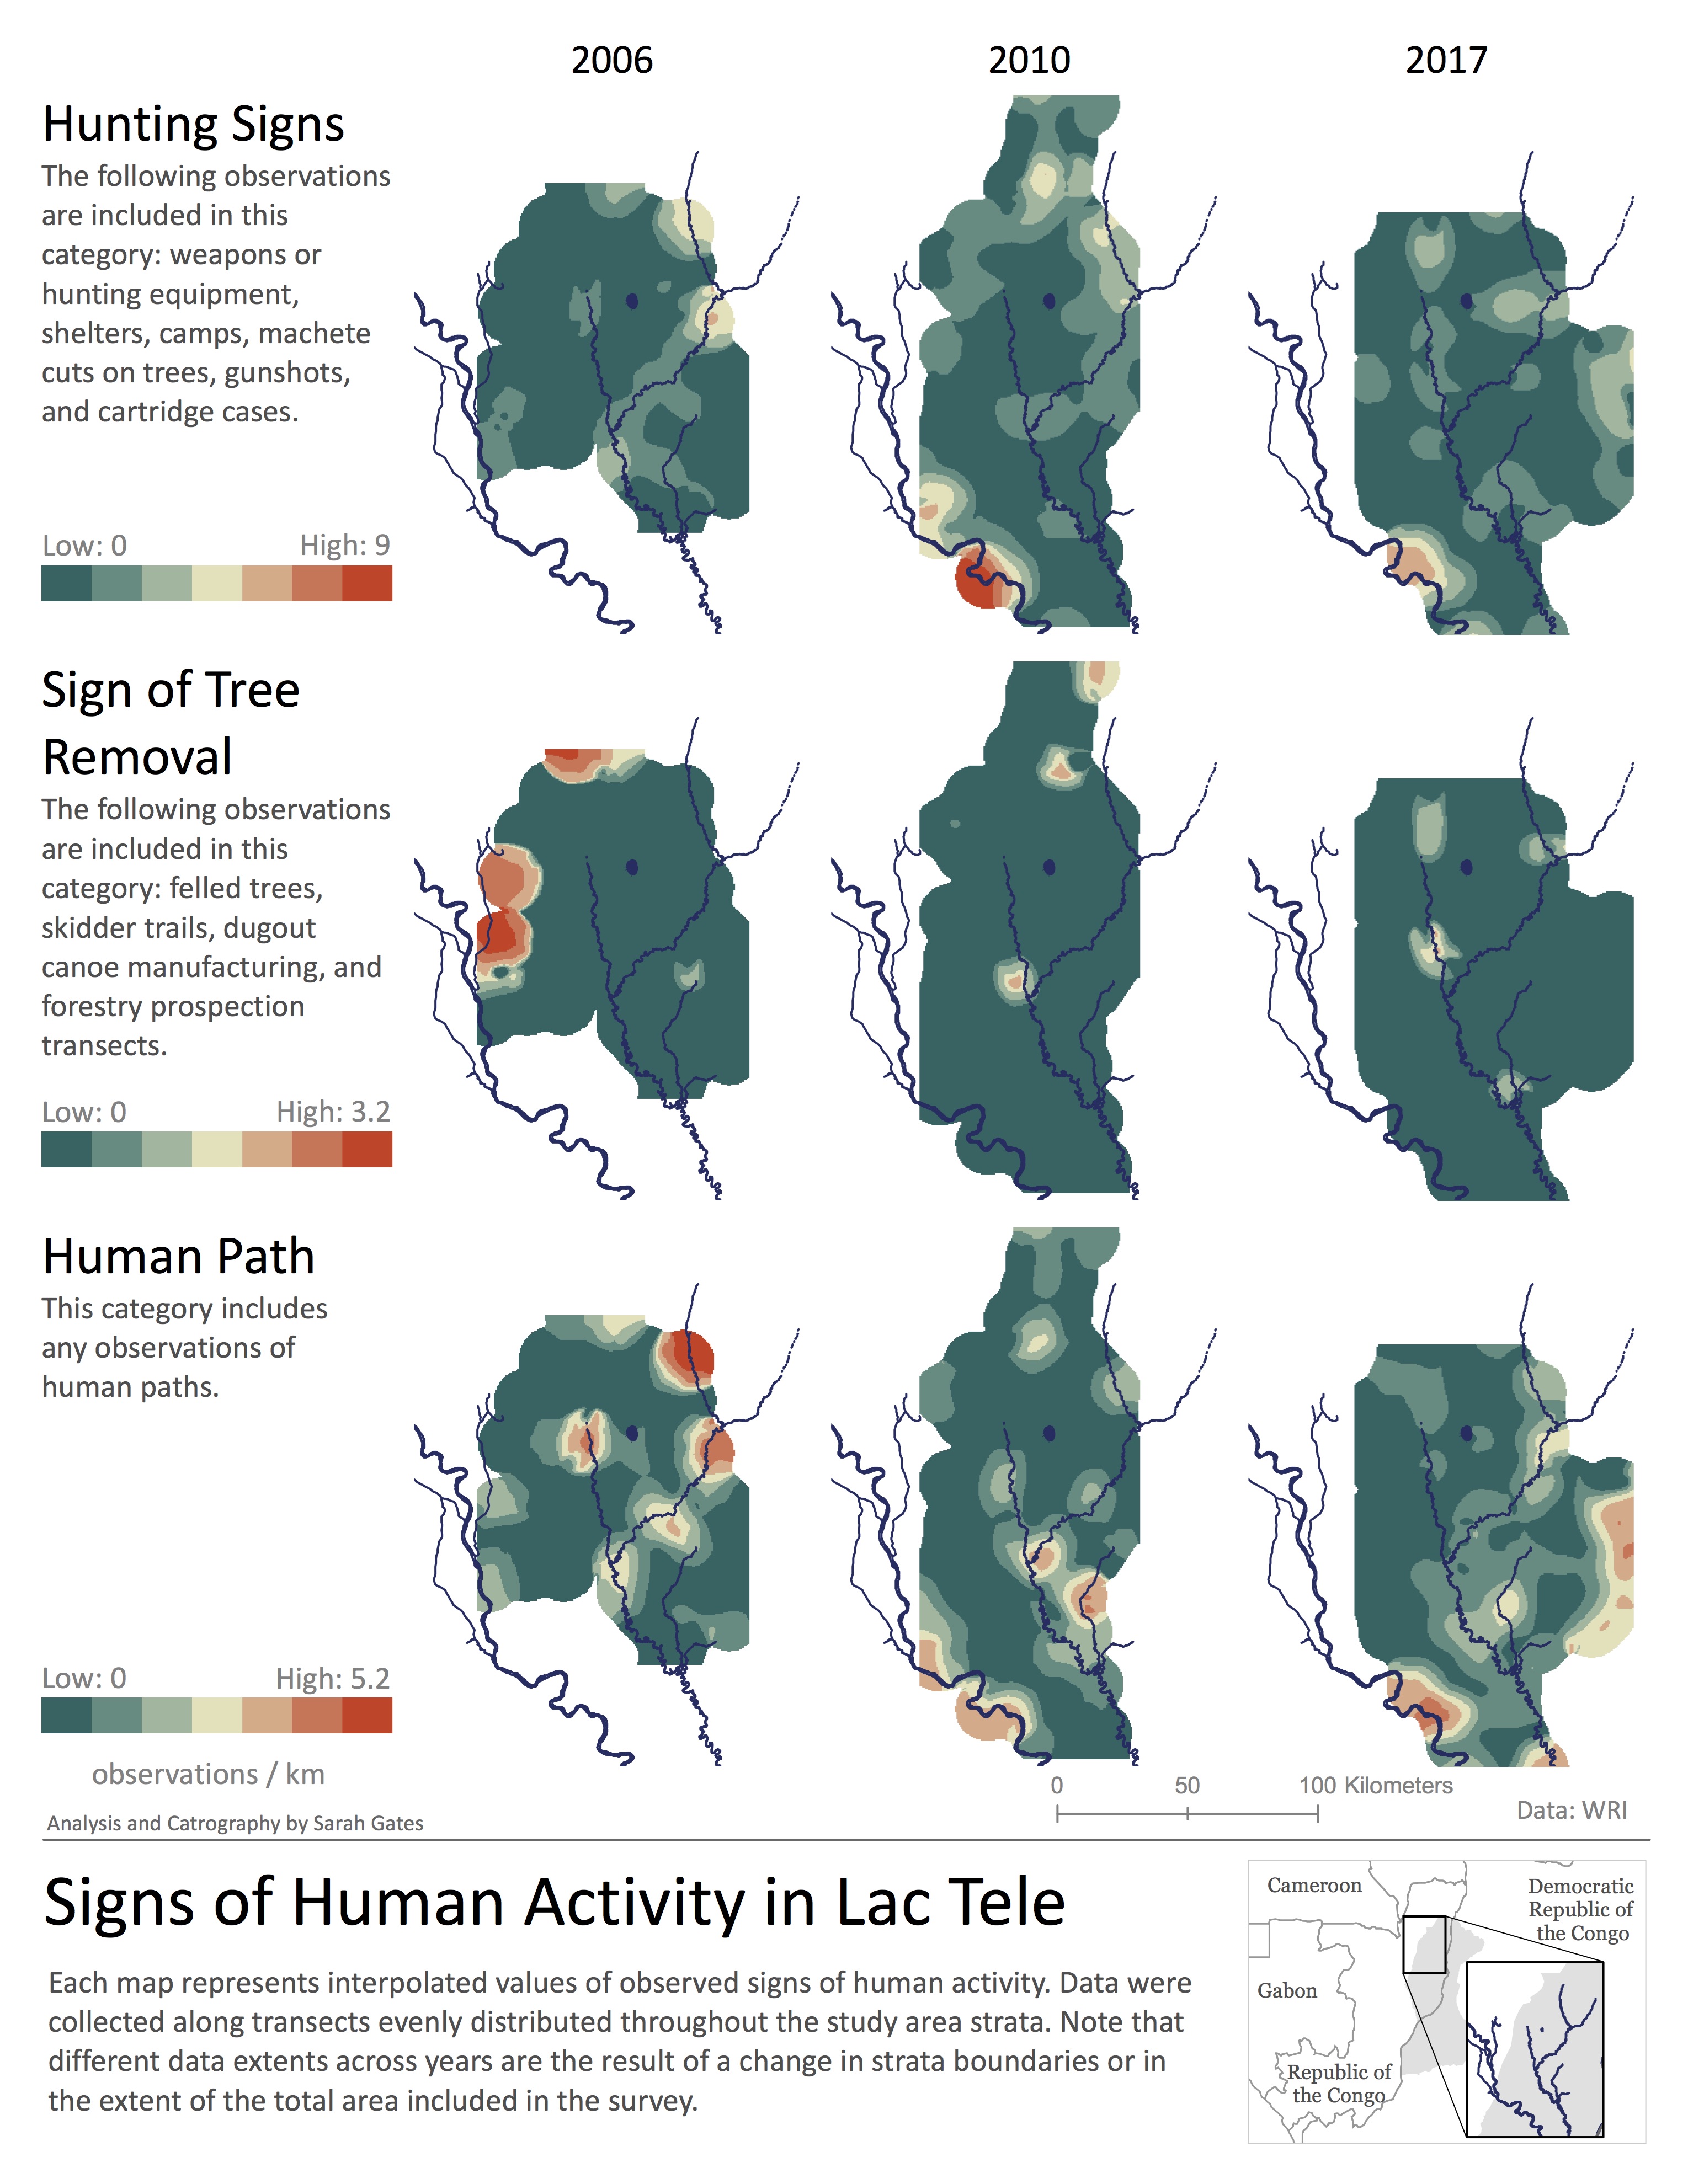 2006
2010
2017
Hunting Signs
The following observations
are included in this
category: weapons or
hunting equipment,
shelters, camps, machete
cuts on trees, gunshots,
and cartridge cases.
Low: 0
High: 9
Sign of Tree
Removal
The following observations
are included in this
category: felled trees,
skidder trails, dugout
canoe manufacturing, and
forestry prospection
transects.
Low: 0
High: 3.2
Human Path
This category includes
any observations of
human paths.
Low: 0
High: 5.2
observations / km
0
50
100 Kilometers
Data: WRI
Analysis and Catrography by Sarah Gates
Signs of Human Activity in Lac Tele
Each map represents interpolated values of observed signs of human activity. Data were
collected along transects evenly distributed throughout the study area strata. Note that
different data extents across years are the result of a change in strata boundaries or in
the extent of the total area included in the survey.
Cameroon
Democratic
Republic of
the Congo
Gabon
Republic of
the Congo